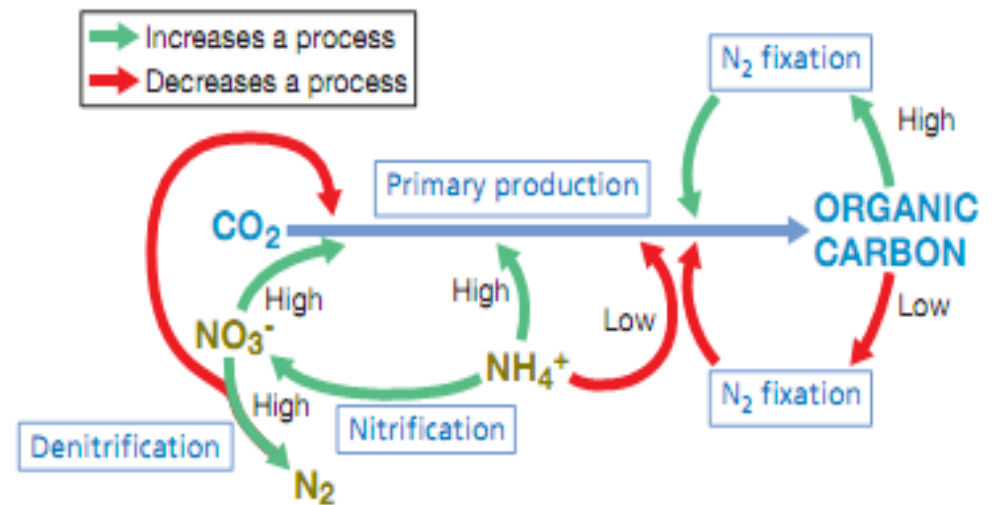 Increases a process
Decreases a process
N₂ fixation
High
Primary production
CO₂
ORGANIC
CARBON
High
High
Low
Low
NO₃⁻
NH₄⁺
N₂ fixation
High
Nitrification
Denitrification
N₂